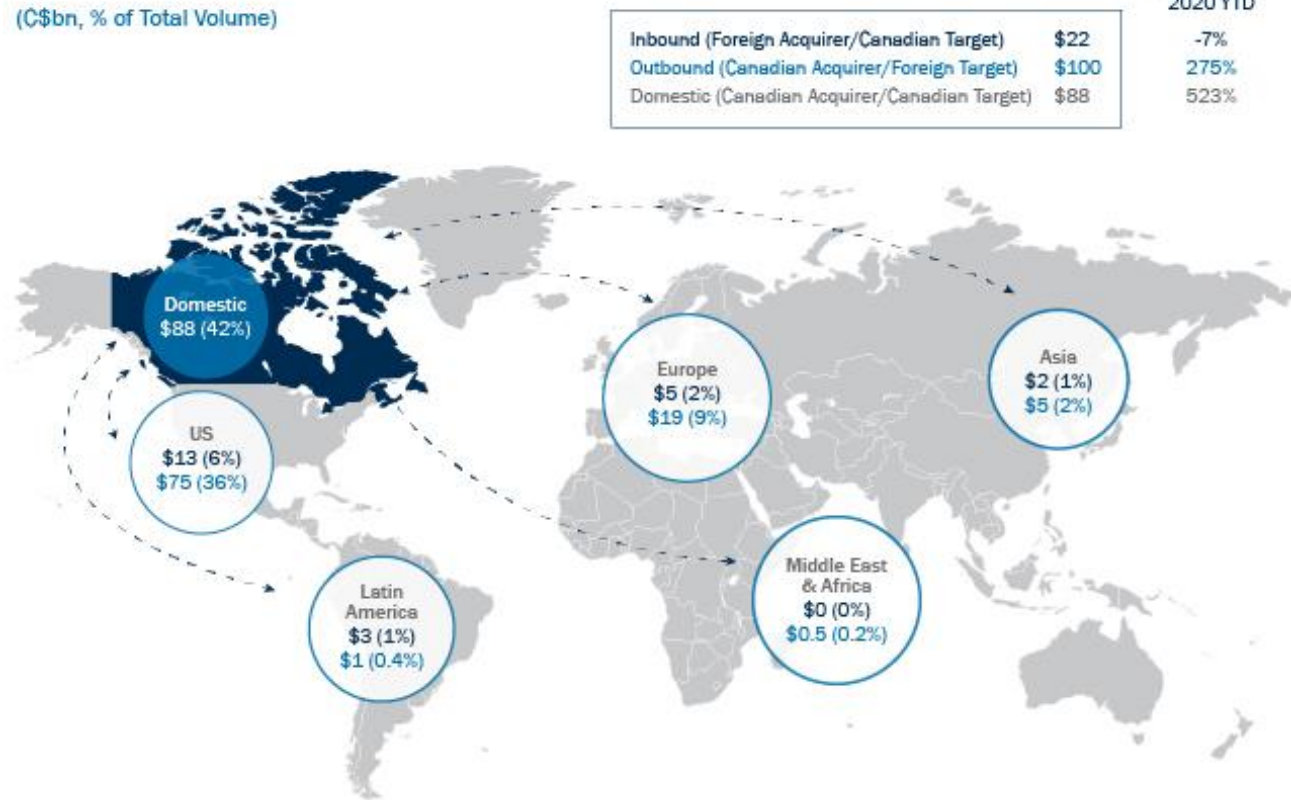 2020 YTD
(C$bn, % of Total Volume)
Inbound (Foreign Acquirer/Canadian Target) $22 -7%
Outbound (Canadian Acquirer/Foreign Target) $100 275%
Domestic (Canadian Acquirer/Canadian Target) $88 523%
Domestic
$88 (42%)
US
$13 (6%)
$75 (36%)
Latin
America
$3 (1%)
$1 (0.4%)
Europe
$5 (2%)
$19 (9%)
Middle East
& Africa
$0 (0%)
$0.5 (0.2%)
Asia
$2 (1%)
$5 (2%)